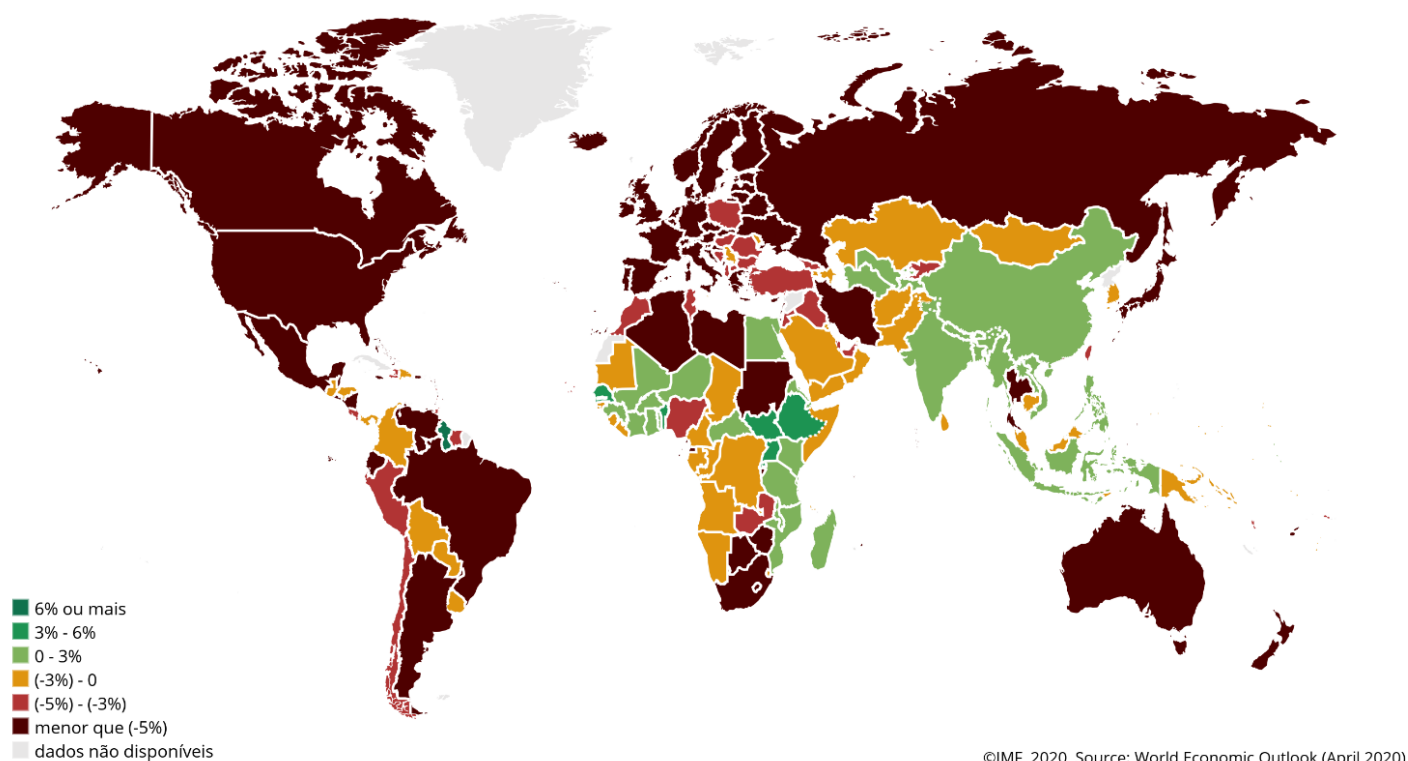 6% ou mais
3% - 6%
0 - 3%
(-3%) - 0
(-5%) - (-3%)
menor que (-5%)
dados não disponíveis
©IMF, 2020, Source: World Economic Outlook (April 2020)